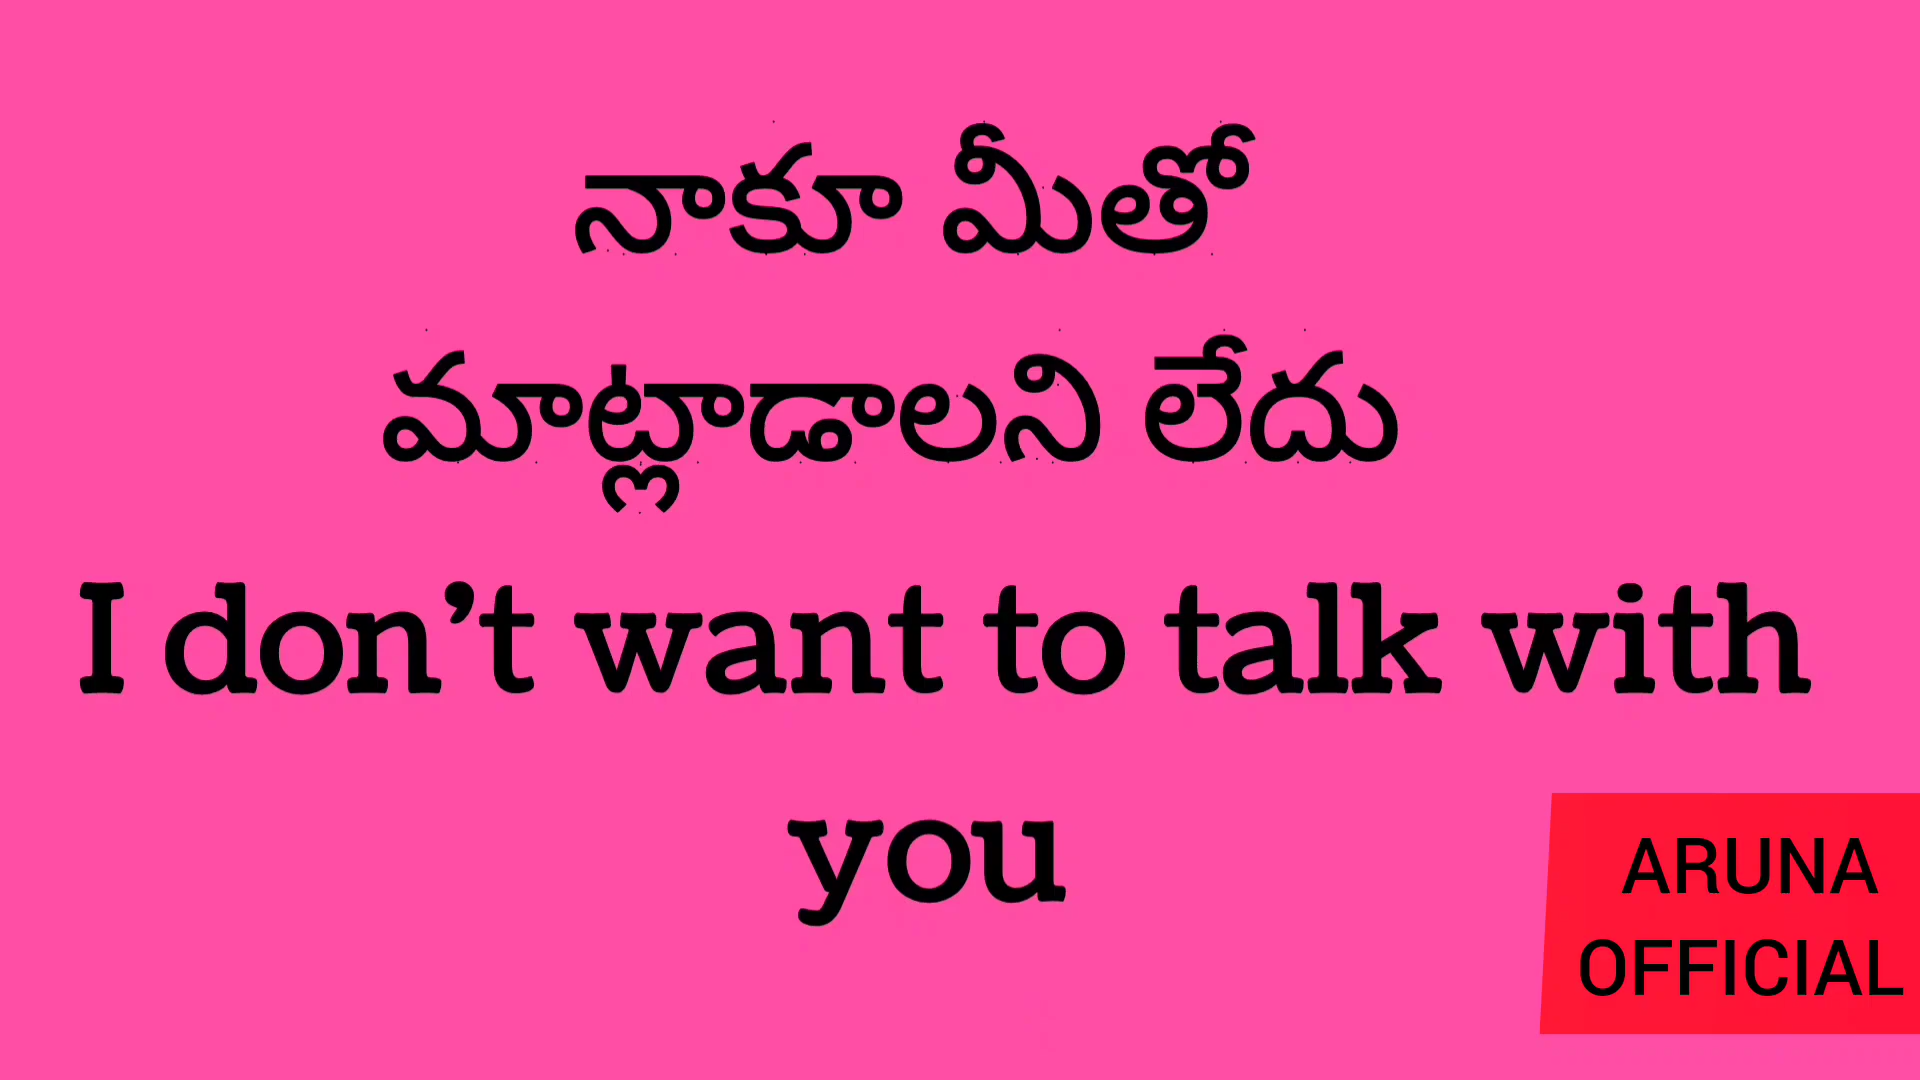 నాకూ మీతో
మాట్లాడాలని లేదు
I don’t want to talk with
you
ARUNA
OFFICIAL